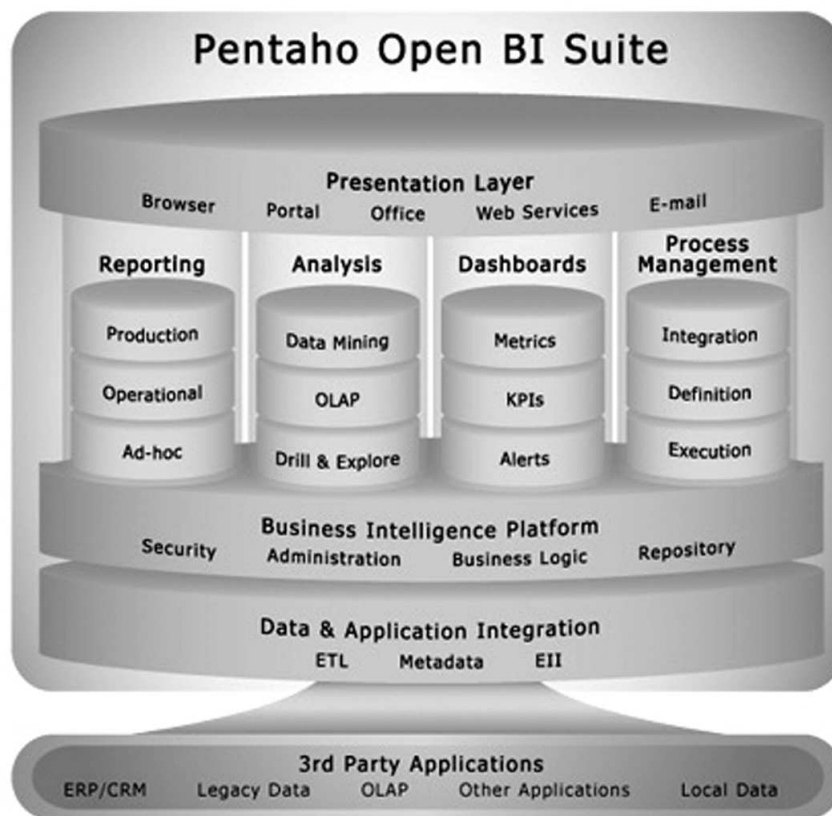 Pentaho Open BI Suite
Presentation Layer
Browser Portal Office Web Services E-mail
Reporting
Production
Operational
Ad-hoc
Analysis
Data Mining
OLAP
Drill & Explore
Dashboards
Metrics
KPIs
Alerts
Process
Management
Integration
Definition
Execution
Business Intelligence Platform
Security Administration Business Logic Repository
Data & Application Integration
ETL Metadata EII
3rd Party Applications
ERP/CRM Legacy Data OLAP Other Applications Local Data